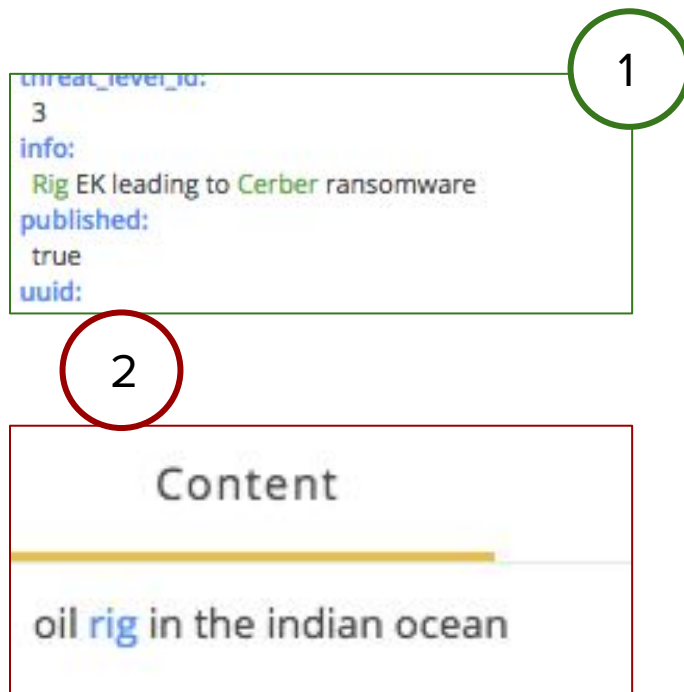 1
threat_level_id:
3
info:
Rig EK leading to Cerber ransomware
published:
true
uuid:
2
Content
oil rig in the indian ocean